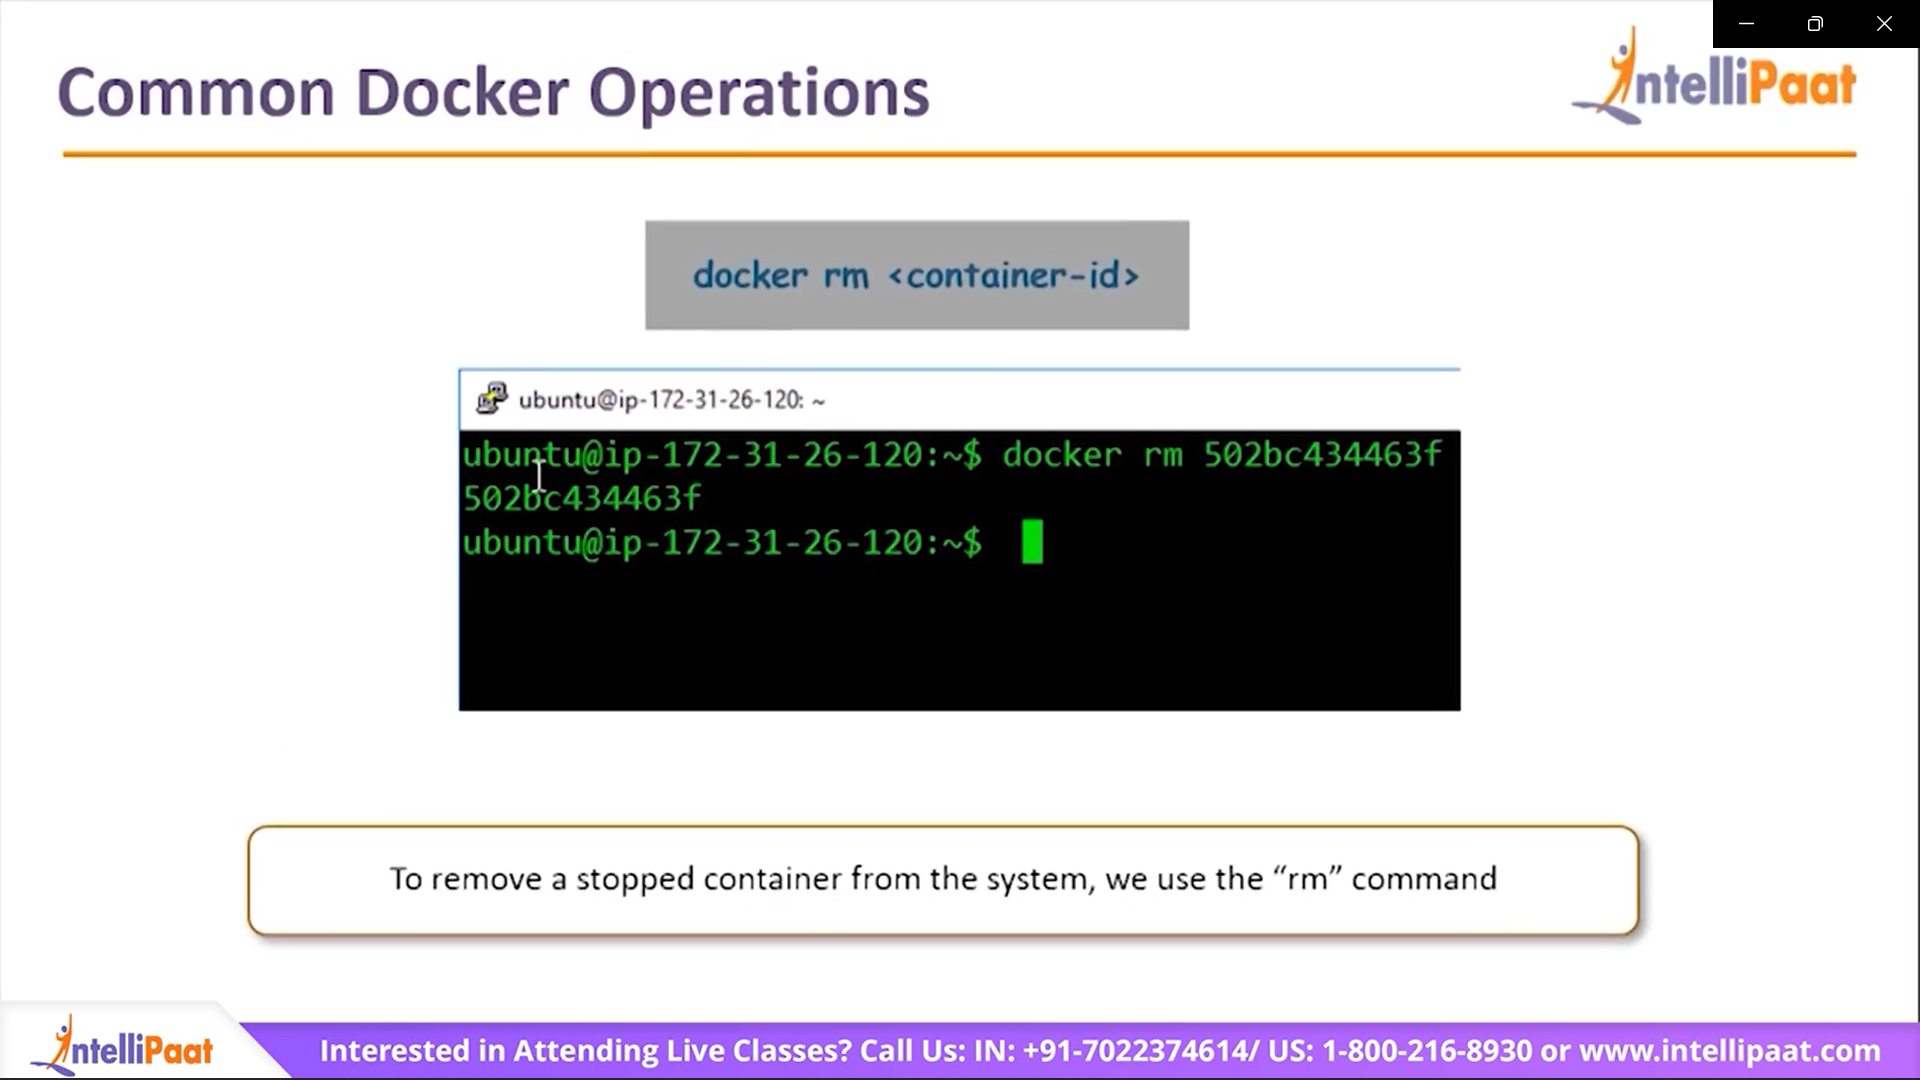 Common Docker Operations
IntelliPaat
docker rm <container-id>
ubuntu@ip-172-31-26-120: ~
ubuntu@ip-172-31-26-120:~$ docker rm 502bc434463f
502bc434463f
ubuntu@ip-172-31-26-120:~$
To remove a stopped container from the system, we use the “rm” command
IntelliPaat
Interested in Attending Live Classes? Call Us: IN: +91-7022374614/ US: 1-800-216-8930 or www.intellipaat.com